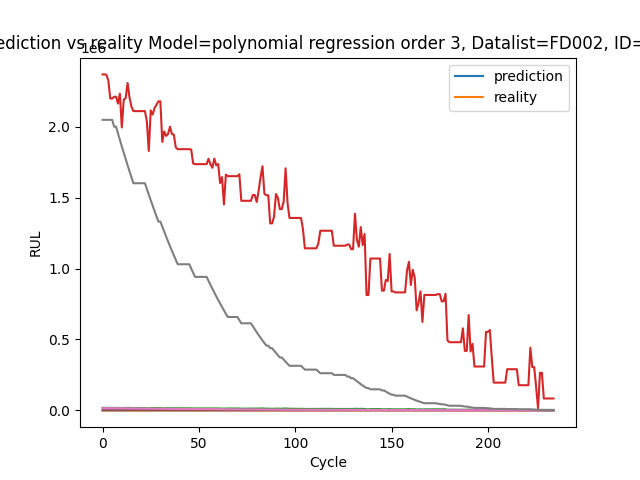 ediction vs reality Model=polynomial regression order 3, Datalist=FD002, ID=
1e6
prediction
reality
2.0
1.5
1.0
0.5
0.0
RUL
0 50 100 150 200
Cycle